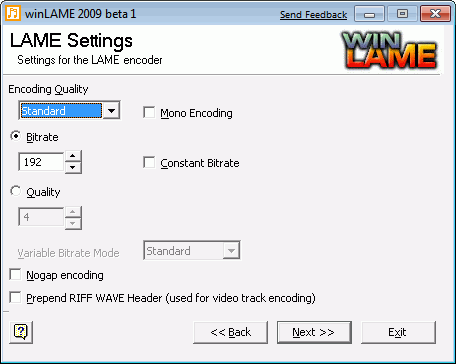 winLAME 2009 beta 1 Send Feedback
LAME Settings
Settings for the LAME encoder
WIN
LAME
Encoding Quality
Standard Mono Encoding
Bitrate
192 Constant Bitrate
Quality
4
Variable Bitrate Mode Standard
Nogap encoding
Prepend RIFF WAVE Header (used for video track encoding)
? << Back Next >> Exit